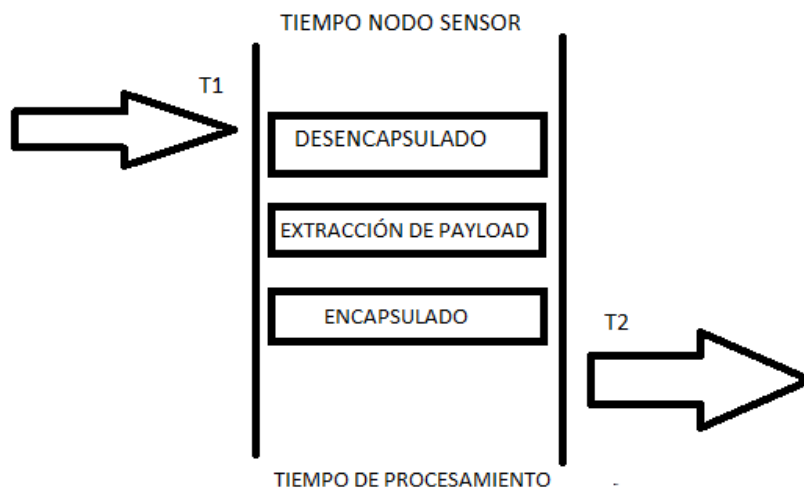 TIEMPO NODO SENSOR
T1
DESENCAPSULADO
EXTRACCIÓN DE PAYLOAD
ENCAPSULADO
T2
TIEMPO DE PROCESAMIENTO